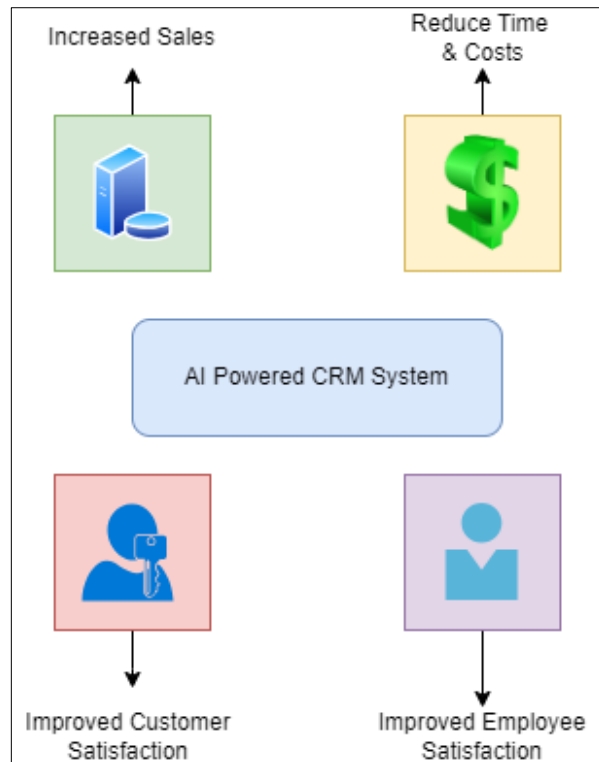 Increased Sales
Reduce Time
& Costs
AI Powered CRM System
Improved Customer
Satisfaction
Improved Employee
Satisfaction